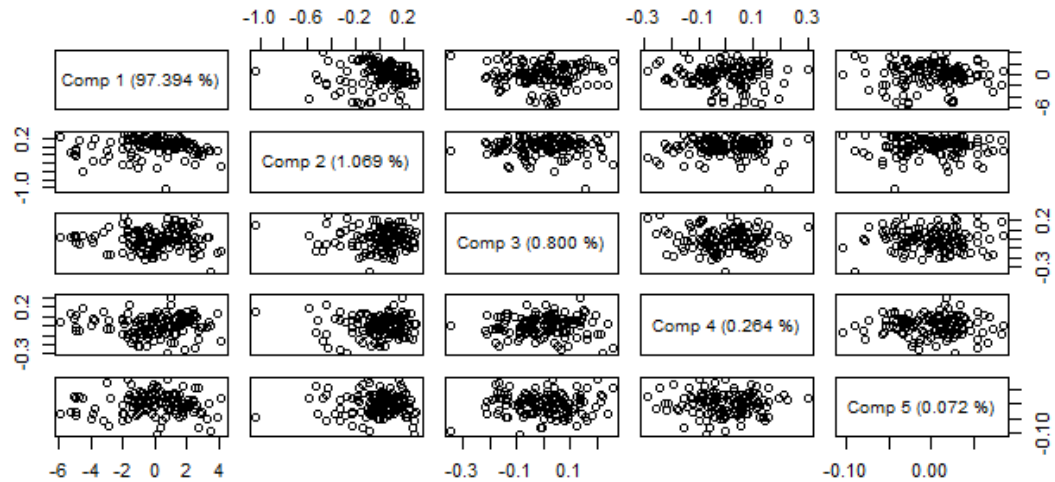 -1.0 -0.6 -0.2 0.2
-0.3 -0.1 0.1 0.3
Comp 1 (97.394 %)
-6 0
-1.0 0.2
Comp 2 (1.069 %)
Comp 3 (0.800 %)
-0.3 0.2
-0.3 0.2
Comp 4 (0.264 %)
Comp 5 (0.072 %)
-0.10
-6 -4 -2 0 2 4
-0.3 -0.1 0.1
-0.10 0.00